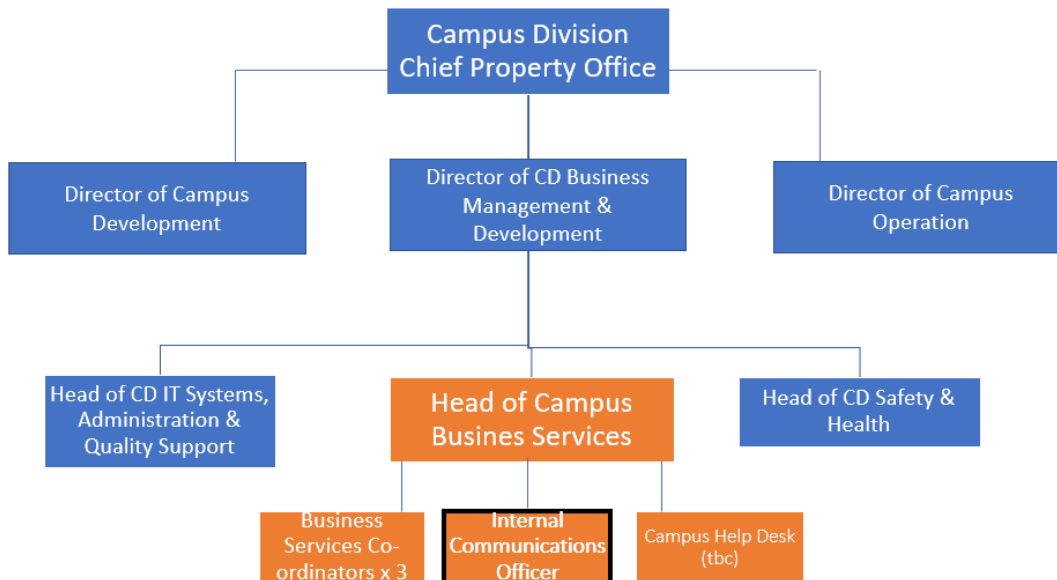 Campus Division
Chief Property Office
Director of Campus
Development
Director of CD Business
Management &
Development
Director of Campus
Operation
Head of CD IT Systems,
Administration &
Quality Support
Head of Campus
Busines Services
Head of CD Safety &
Health
Business
Services Co-
ordinators x 3
Internal
Communications
Officer
Campus Help Desk
(tbc)